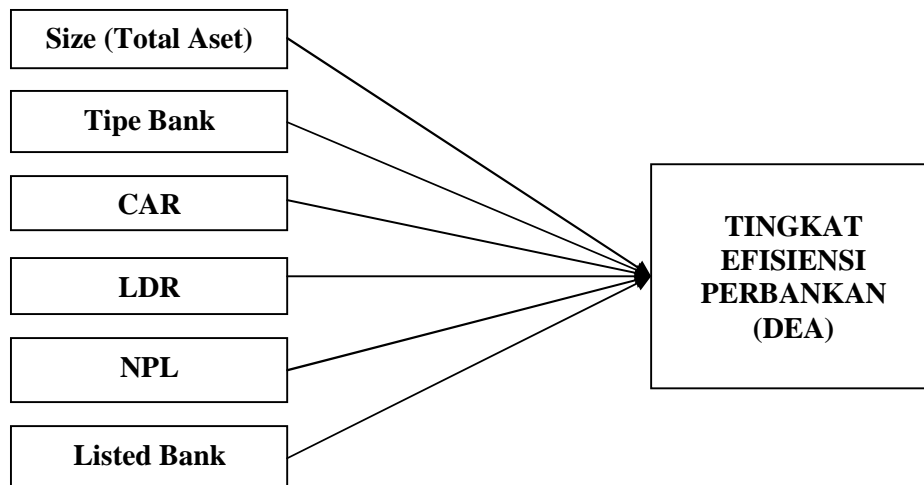 Size (Total Aset)
Tipe Bank
CAR
LDR
NPL
Listed Bank
TINGKAT
EFISIENSI
PERBANKAN
(DEA)